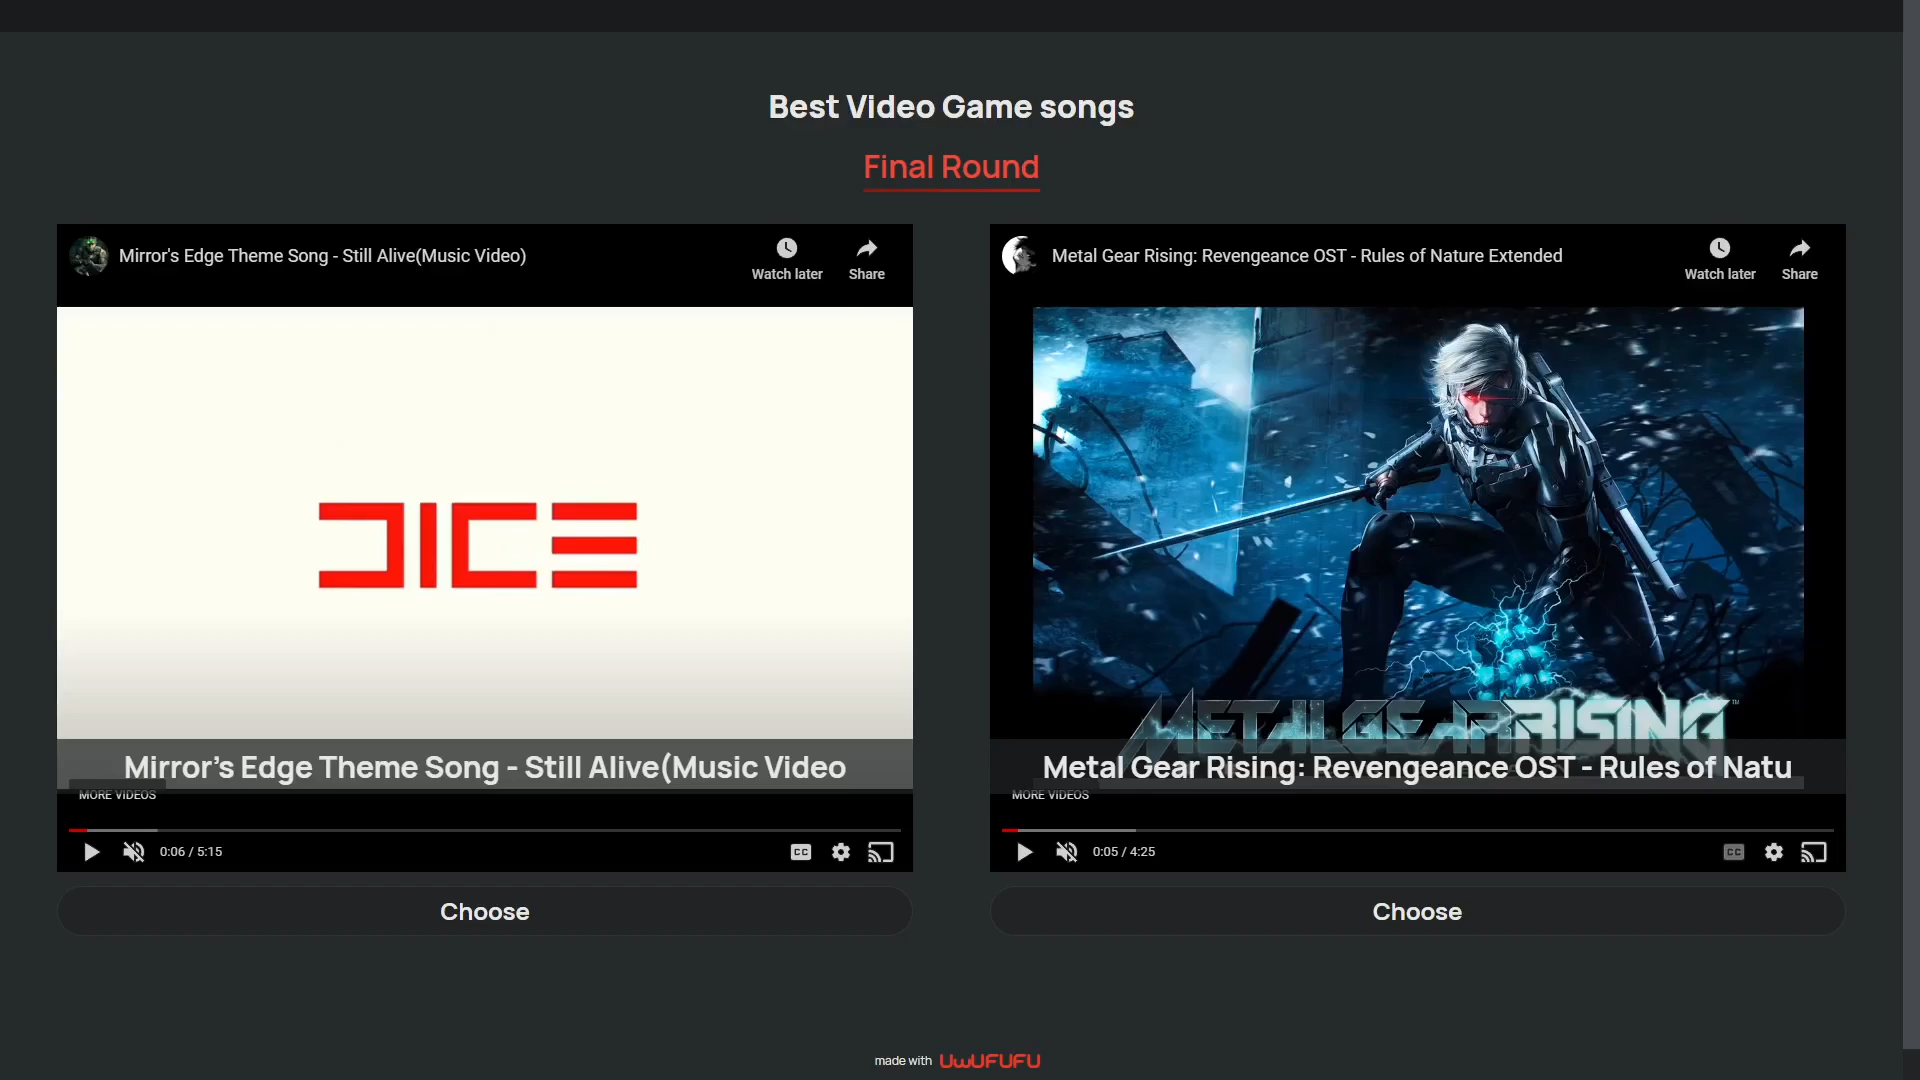 Best Video Game songs
Final Round
Mirror's Edge Theme Song - Still Alive(Music Video)
Watch later
Share
DICE
Mirror's Edge Theme Song - Still Alive(Music Video
MORE VIDEOS
0:06 / 5:15
CC
Choose
Metal Gear Rising: Revengeance OST - Rules of Nature Extended
Watch later
Share
METAL GEAR RISING™
Metal Gear Rising: Revengeance OST - Rules of Natu
MORE VIDEOS
0:05 / 4:25
CC
Choose
made with UwUFUFU